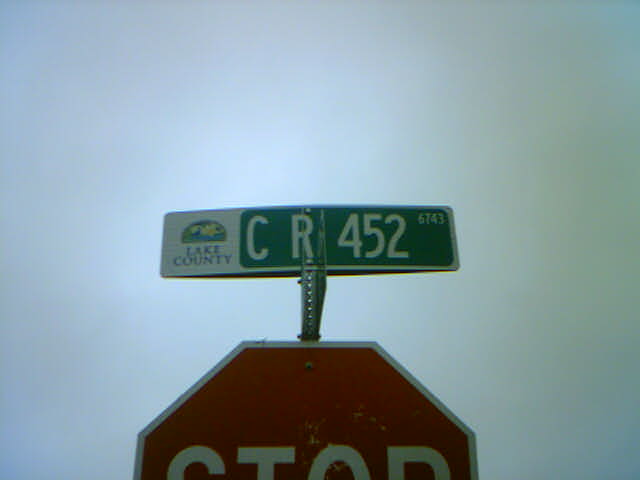 LAKE
COUNTY
C R 452
6743
STOP